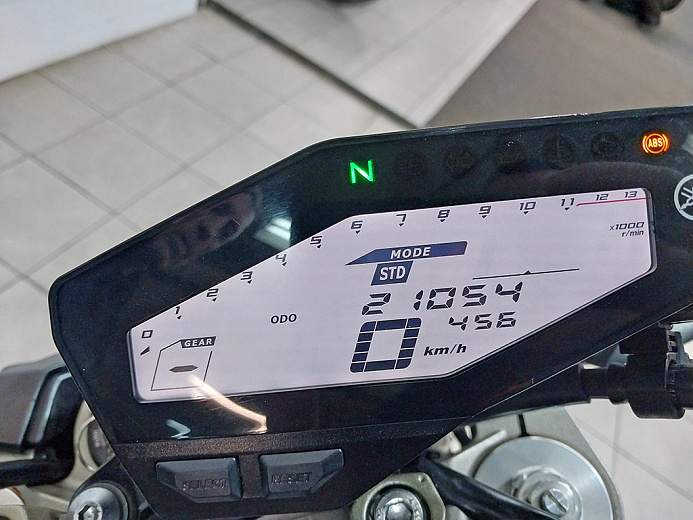 N
ABS
0 1 2 3 4 5 6 7 8 9 10 11 12 13
x1000
r/min
MODE
STD
ODO
21054
456
GEAR
0 km/h
SELECT RESET